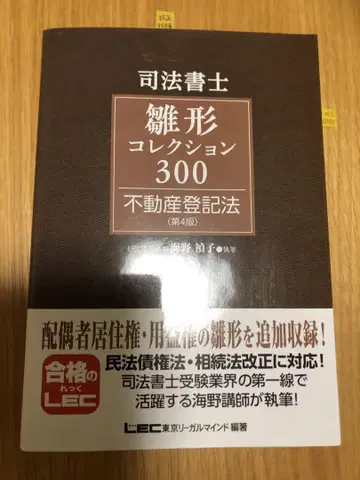 司法書士
雛形
コレクション
300
不動産登記法
〈第4版〉
海野 禎子 執筆
配偶者居住権・用益権の雛形を追加収録!
合格の
れっく
LEC
民法債権法・相続法改正に対応!
司法書士受験業界の第一線で
活躍する海野講師が執筆!
LEC東京リーガルマインド 編著